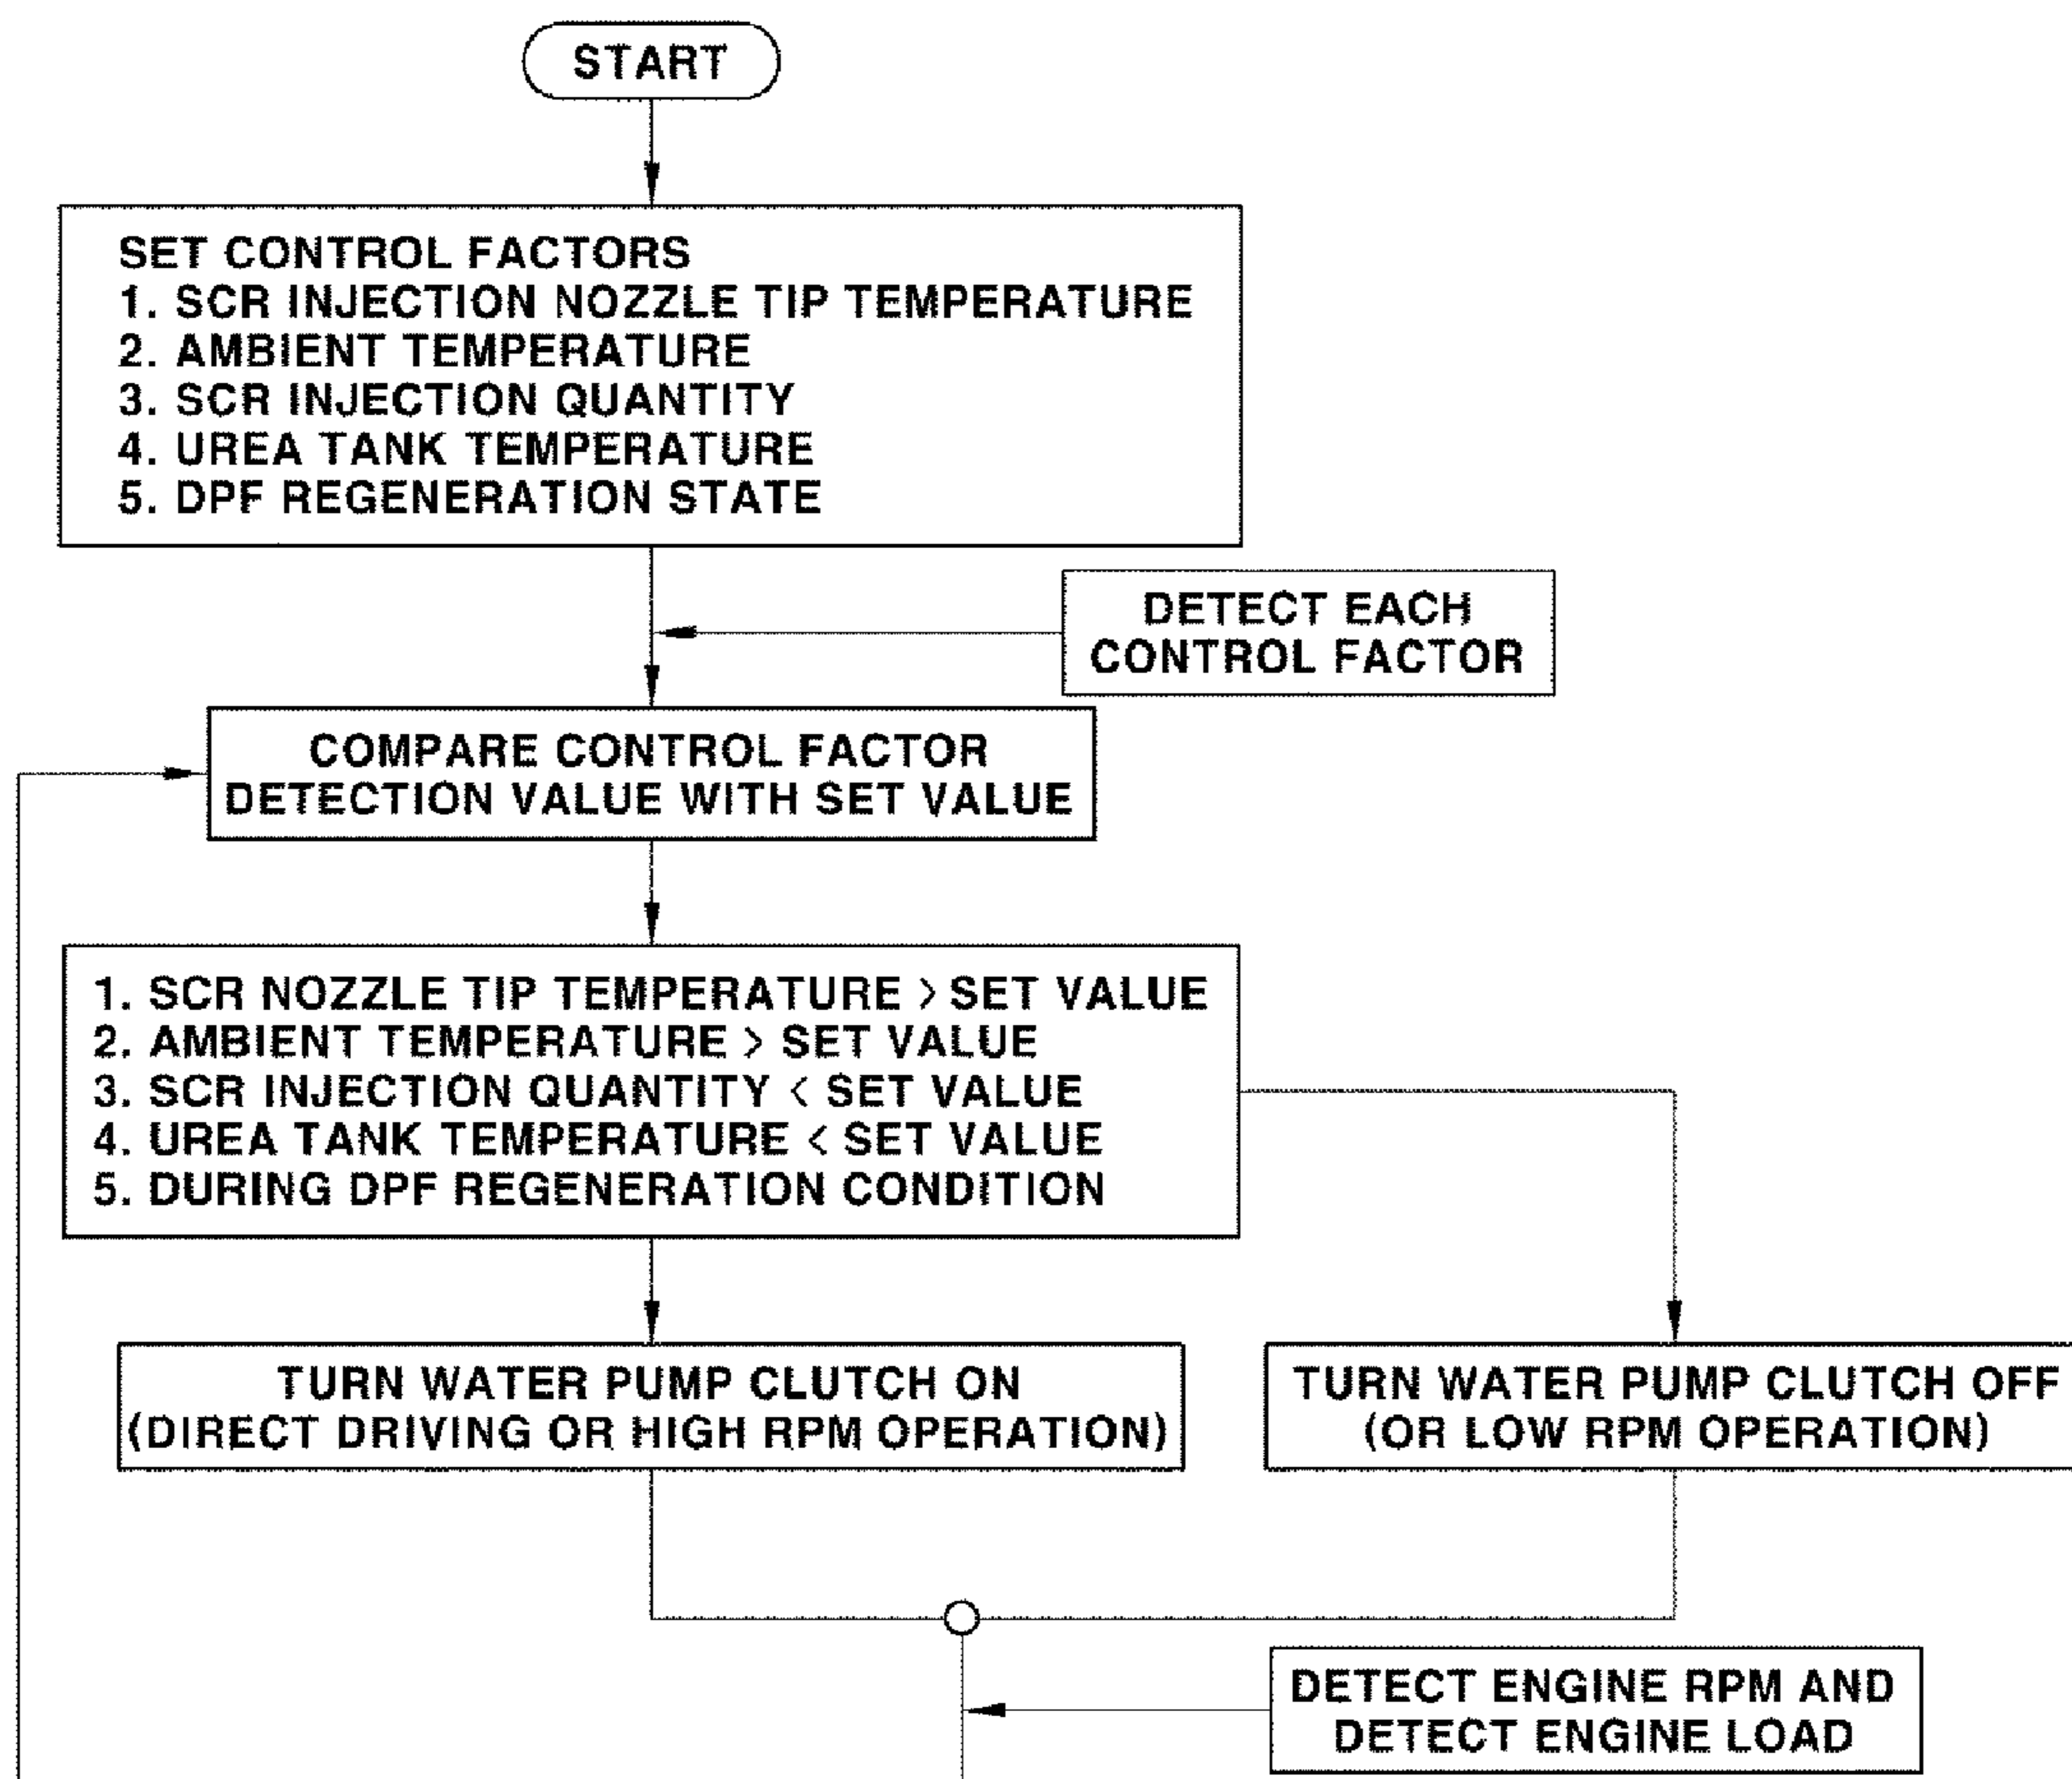 START
SET CONTROL FACTORS
1. SCR INJECTION NOZZLE TIP TEMPERATURE
2. AMBIENT TEMPERATURE
3. SCR INJECTION QUANTITY
4. UREA TANK TEMPERATURE
5. DPF REGENERATION STATE
DETECT EACH
CONTROL FACTOR
COMPARE CONTROL FACTOR
DETECTION VALUE WITH SET VALUE
1. SCR NOZZLE TIP TEMPERATURE > SET VALUE
2. AMBIENT TEMPERATURE > SET VALUE
3. SCR INJECTION QUANTITY < SET VALUE
4. UREA TANK TEMPERATURE < SET VALUE
5. DURING DPF REGENERATION CONDITION
TURN WATER PUMP CLUTCH ON
(DIRECT DRIVING OR HIGH RPM OPERATION)
TURN WATER PUMP CLUTCH OFF
(OR LOW RPM OPERATION)
DETECT ENGINE RPM AND
DETECT ENGINE LOAD